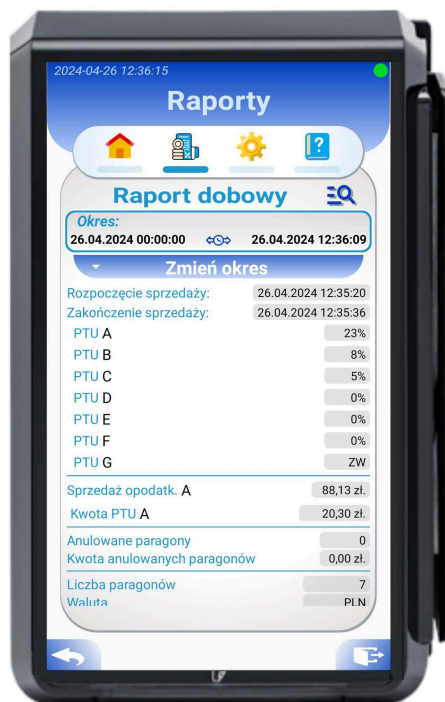 2024-04-26 12:36:15
Raporty
?
Raport dobowy
Okres:
26.04.2024 00:00:00 26.04.2024 12:36:09
Zmień okres
Rozpoczęcie sprzedaży: 26.04.2024 12:35:20
Zakończenie sprzedaży: 26.04.2024 12:35:36
PTU A 23%
PTU B 8%
PTU C 5%
PTU D 0%
PTU E 0%
PTU F 0%
PTU G ZW
Sprzedaż opodatk. A 88,13 zł.
Kwota PTU A 20,30 zł.
Anulowane paragony 0
Kwota anulowanych paragonów 0,00 zł.
Liczba paragonów 7
Waluta PLN